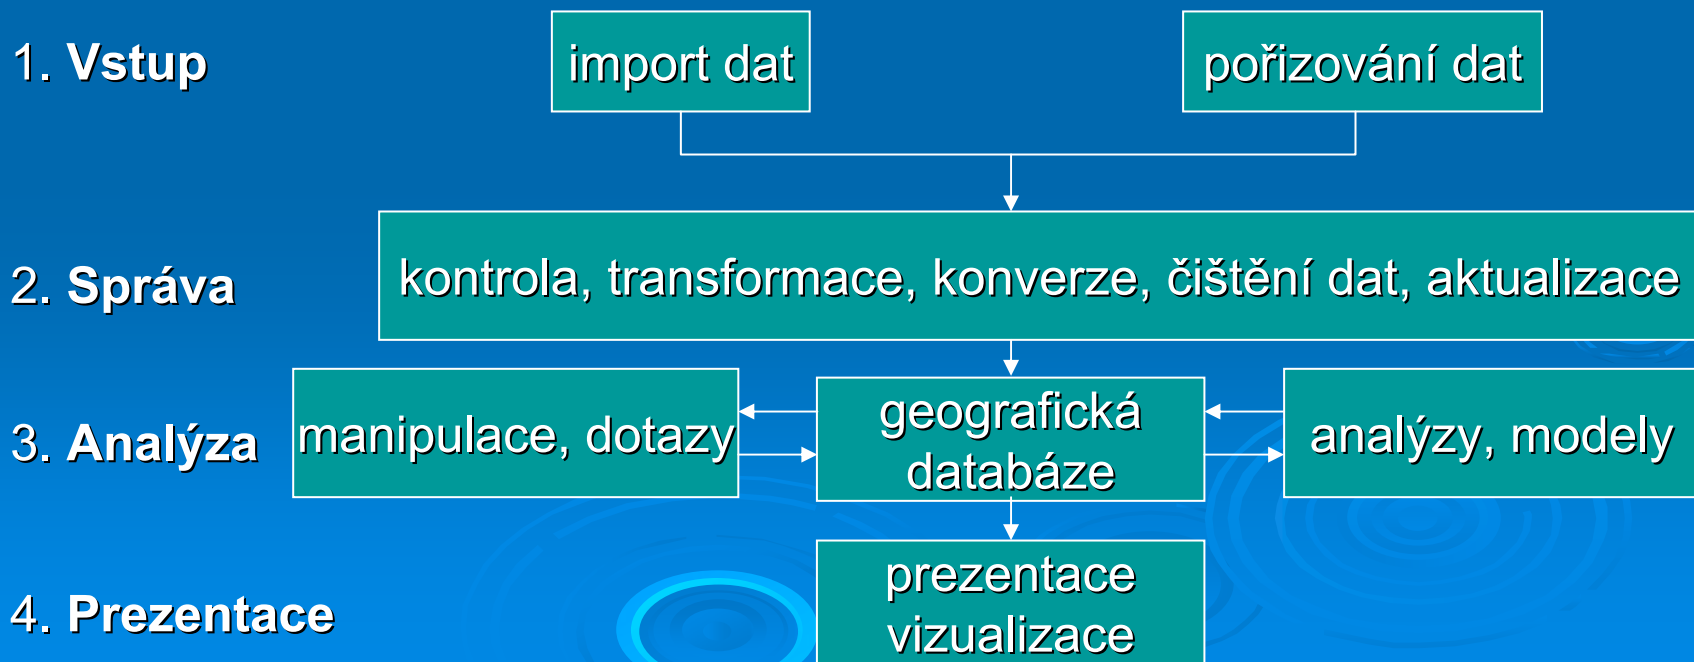 1. Vstup
import dat
pořizování dat
2. Správa
kontrola, transformace, konverze, čištění dat, aktualizace
3. Analýza
manipulace, dotazy
geografická
databáze
analýzy, modely
4. Prezentace
prezentace
vizualizace